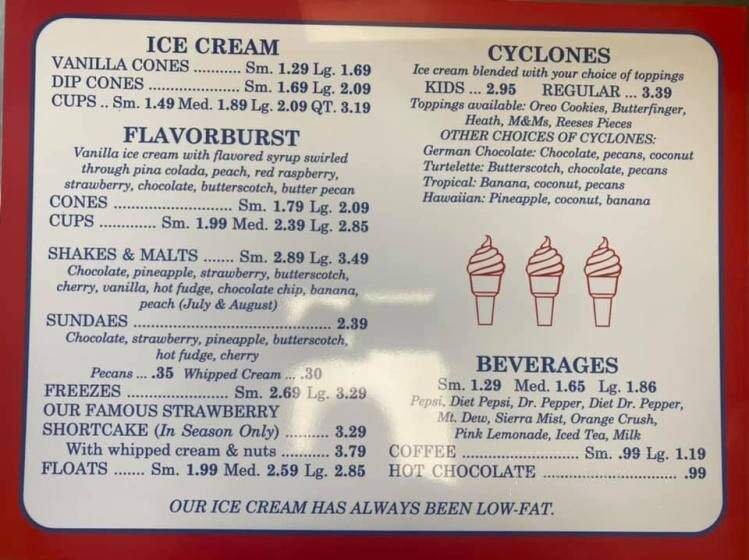 ICE CREAM
VANILLA CONES ........... Sm. 1.29 Lg. 1.69
DIP CONES ................. Sm. 1.69 Lg. 2.09
CUPS .. Sm. 1.49 Med. 1.89 Lg. 2.09 QT. 3.19
FLAVORBURST
Vanilla ice cream with flavored syrup swirled
through pina colada, peach, red raspberry,
strawberry, chocolate, butterscotch, butter pecan
CONES ........................... Sm. 1.79 Lg. 2.09
CUPS ............. Sm. 1.99 Med. 2.39 Lg. 2.85
SHAKES & MALTS ....... Sm. 2.89 Lg. 3.49
Chocolate, pineapple, strawberry, butterscotch,
cherry, vanilla, hot fudge, chocolate chip, banana,
peach (July & August)
SUNDAES ..................................... 2.39
Chocolate, strawberry, pineapple, butterscotch,
hot fudge, cherry
Pecans ... .35 Whipped Cream ... .30
FREEZES ..................... Sm. 2.69 Lg. 3.29
OUR FAMOUS STRAWBERRY
SHORTCAKE (In Season Only) ........... 3.29
With whipped cream & nuts ............ 3.79
FLOATS ....... Sm. 1.99 Med. 2.59 Lg. 2.85
CYCLONES
Ice cream blended with your choice of toppings
KIDS ... 2.95 REGULAR ... 3.39
Toppings available: Oreo Cookies, Butterfinger,
Heath, M&Ms, Reeses Pieces
OTHER CHOICES OF CYCLONES:
German Chocolate: Chocolate, pecans, coconut
Turtelette: Butterscotch, chocolate, pecans
Tropical: Banana, coconut, pecans
Hawaiian: Pineapple, coconut, banana
BEVERAGES
Sm. 1.29 Med. 1.65 Lg. 1.86
Pepsi, Diet Pepsi, Dr. Pepper, Diet Dr. Pepper,
Mt. Dew, Sierra Mist, Orange Crush,
Pink Lemonade, Iced Tea, Milk
COFFEE ........................ Sm. .99 Lg. 1.19
HOT CHOCOLATE ............................ .99
OUR ICE CREAM HAS ALWAYS BEEN LOW-FAT.